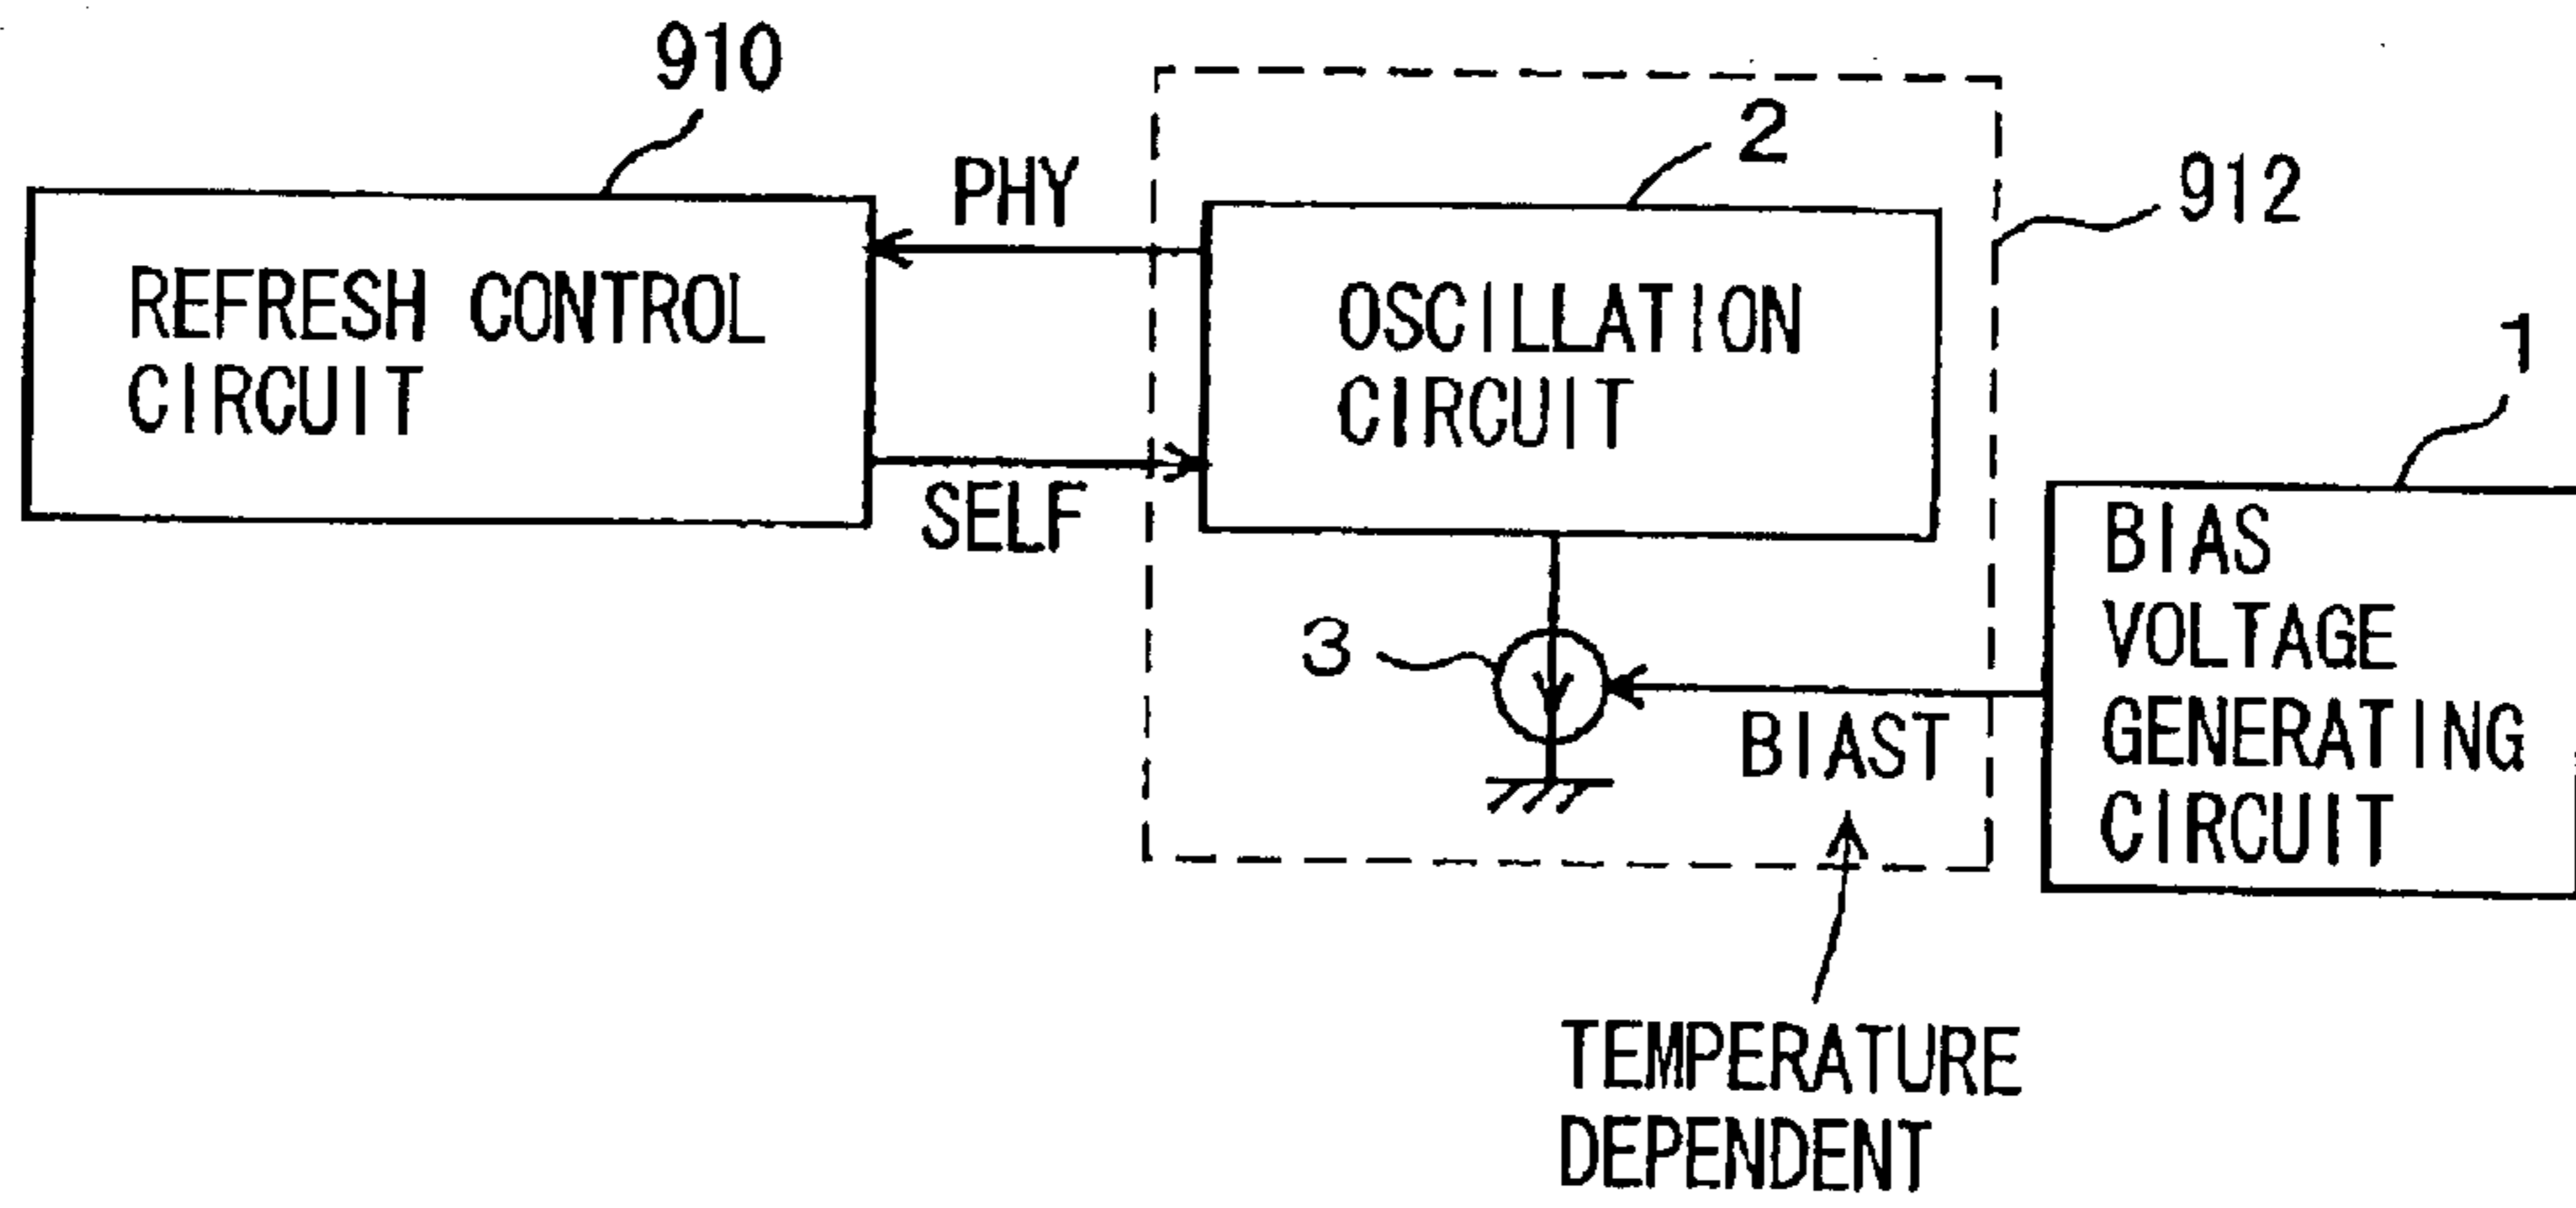 910
2
912
PHY
REFRESH CONTROL
CIRCUIT
OSCILLATION
CIRCUIT
1
SELF
BIAS
VOLTAGE
GENERATING
CIRCUIT
3
BIAST
TEMPERATURE
DEPENDENT